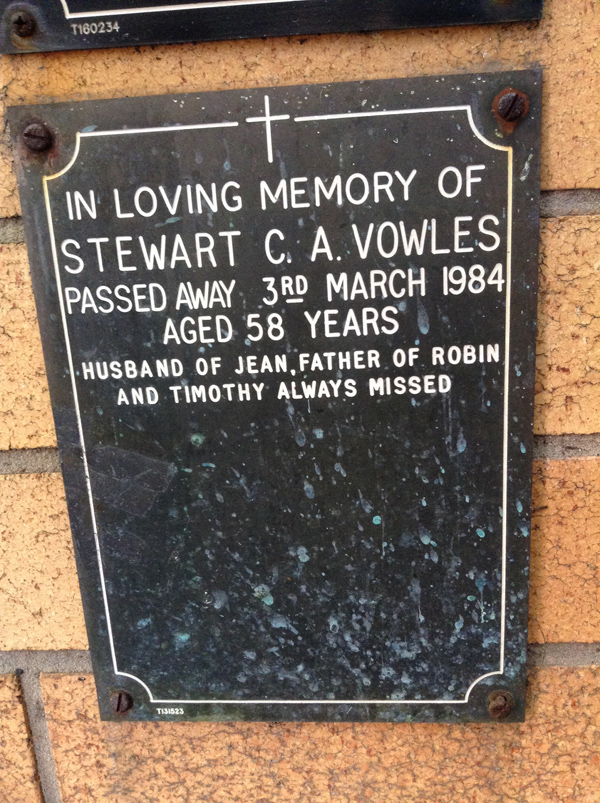 T160234
IN LOVING MEMORY OF
STEWART C. A. VOWLES
PASSED AWAY 3RD MARCH 1984
AGED 58 YEARS
HUSBAND OF JEAN, FATHER OF ROBIN
AND TIMOTHY ALWAYS MISSED
T131523